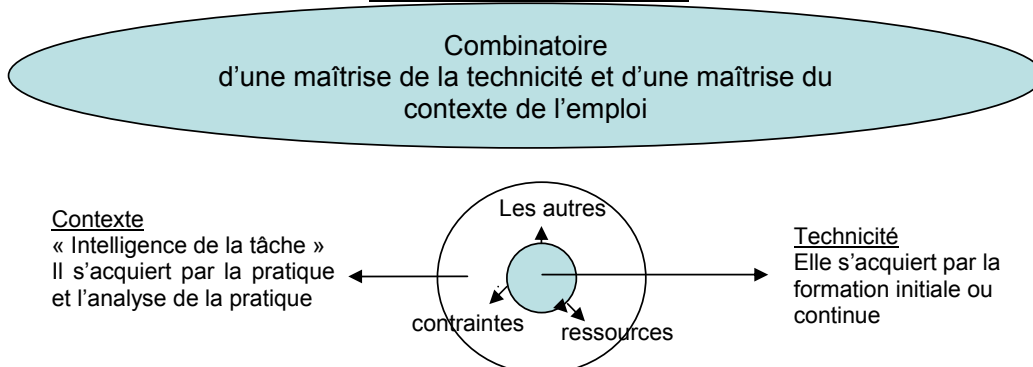 Combinatoire
d’une maîtrise de la technicité et d’une maîtrise du
contexte de l’emploi
Contexte
« Intelligence de la tâche »
Il s’acquiert par la pratique
et l’analyse de la pratique
Les autres
contraintes
ressources
Technicité
Elle s’acquiert par la
formation initiale ou
continue